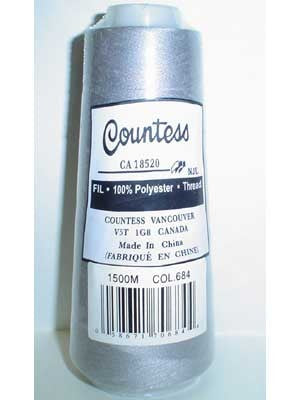 Countess
CA 18520
FIL • 100% Polyester • Thread
COUNTESS VANCOUVER
V5T 1G8 CANADA
Made In China
(FABRIQUÉ EN CHINE)
1500M COL.684